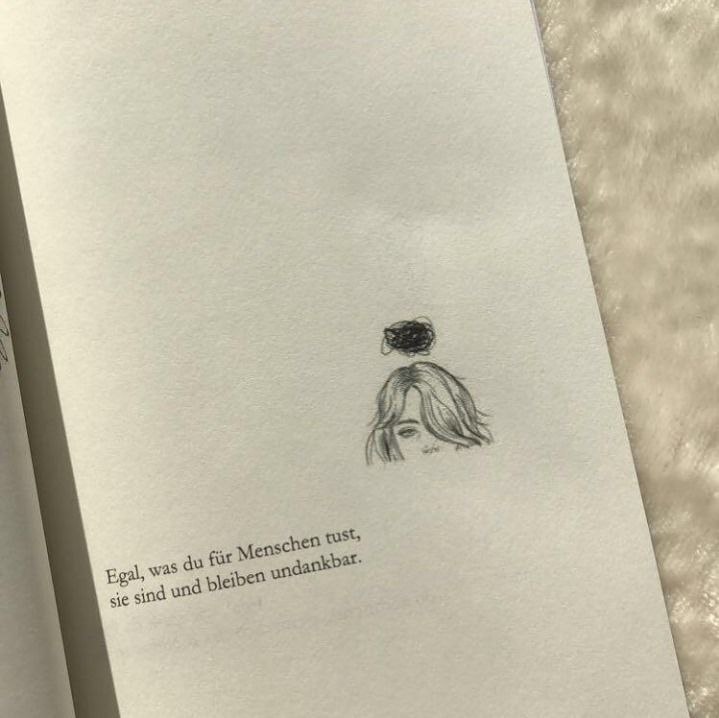 Egal, was du für Menschen tust,
sie sind und bleiben undankbar.